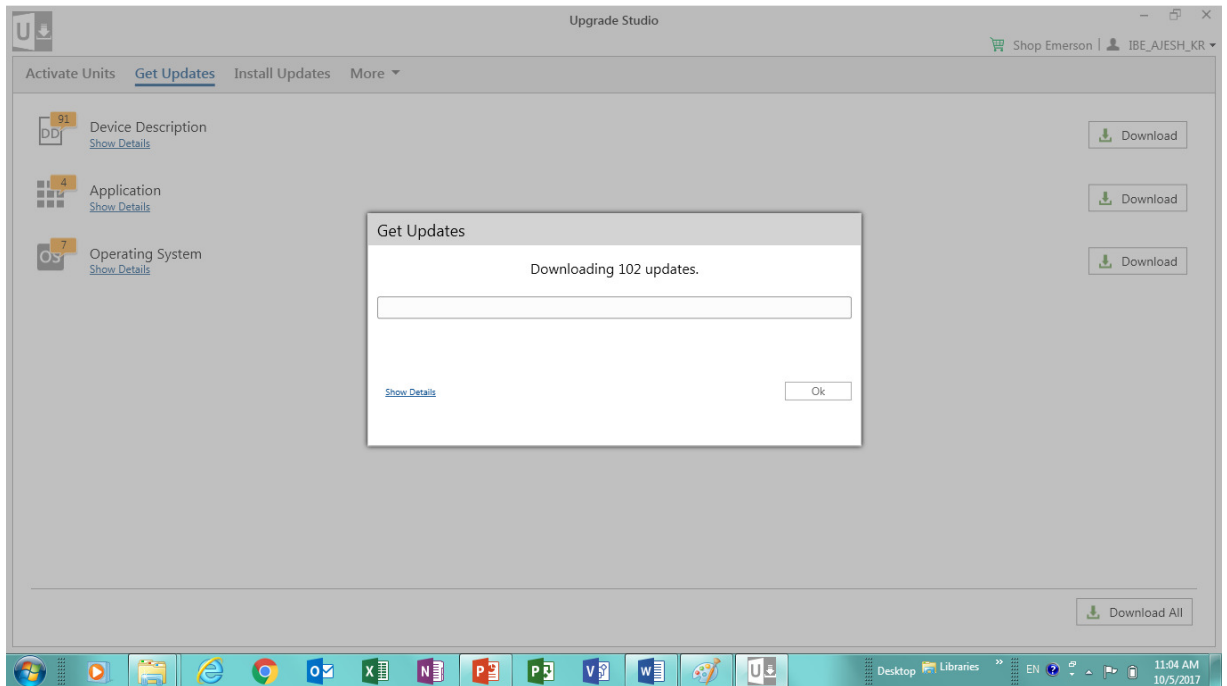 Upgrade Studio
Shop Emerson | IBE_AJESH_KR
Activate Units Get Updates Install Updates More
91
DD
Device Description
Show Details
Download
4
Application
Show Details
Download
7
OS
Operating System
Show Details
Download
Get Updates
Downloading 102 updates.
Show Details
Ok
Download All
Desktop Libraries » EN
11:04 AM
10/5/2017